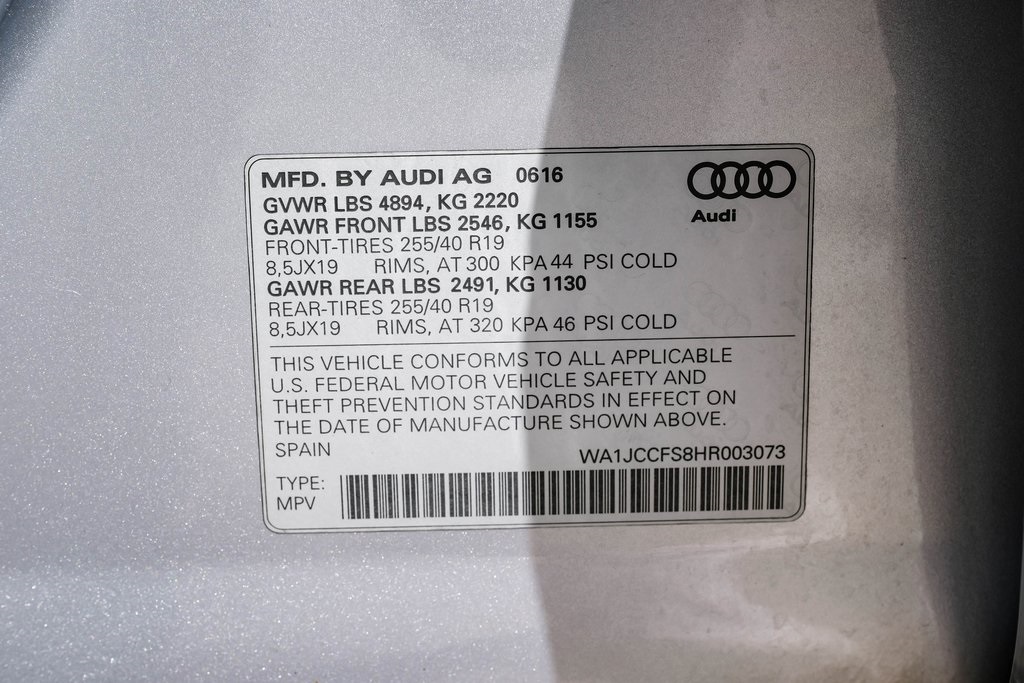 MFD. BY AUDI AG 0616
Audi
GVWR LBS 4894, KG 2220
GAWR FRONT LBS 2546, KG 1155
FRONT-TIRES 255/40 R19
8,5JX19 RIMS, AT 300 KPA 44 PSI COLD
GAWR REAR LBS 2491, KG 1130
REAR-TIRES 255/40 R19
8,5JX19 RIMS, AT 320 KPA 46 PSI COLD
THIS VEHICLE CONFORMS TO ALL APPLICABLE
U.S. FEDERAL MOTOR VEHICLE SAFETY AND
THEFT PREVENTION STANDARDS IN EFFECT ON
THE DATE OF MANUFACTURE SHOWN ABOVE.
SPAIN WA1JCCFS8HR003073
TYPE:
MPV